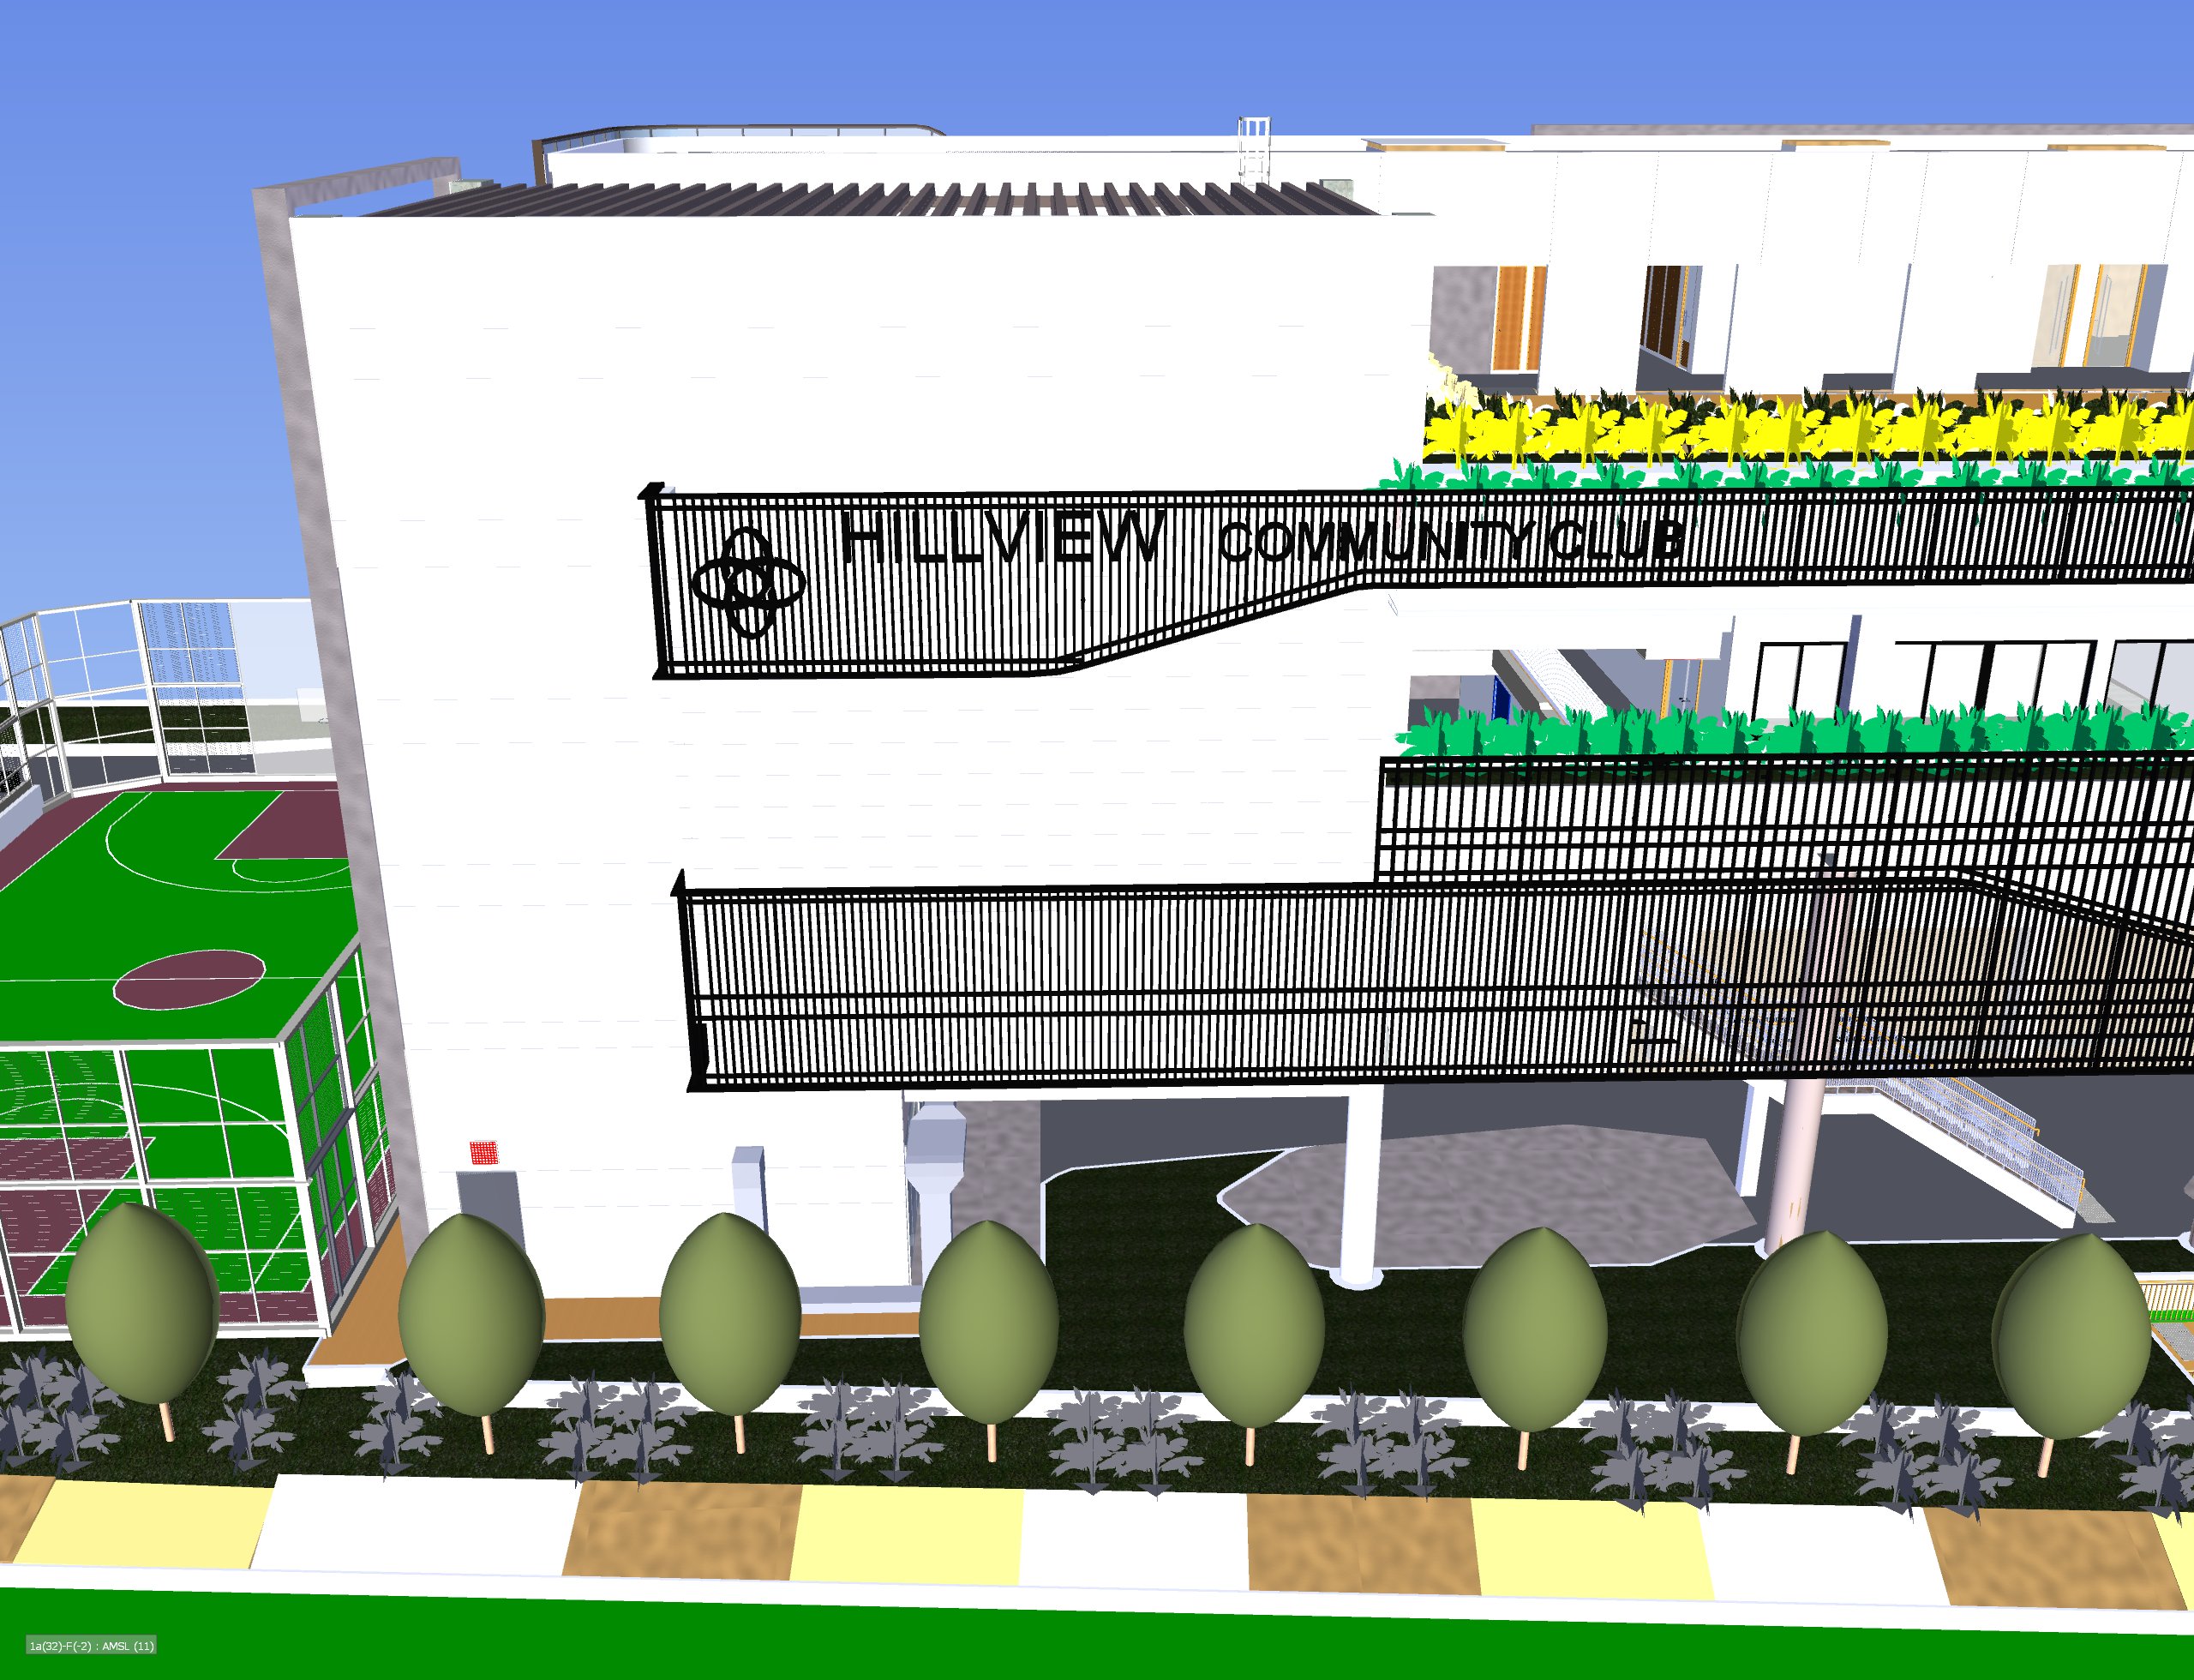 HILLVIEW COMMUNITY CLUB
1a(32)-F(-2) : AMSL (11)